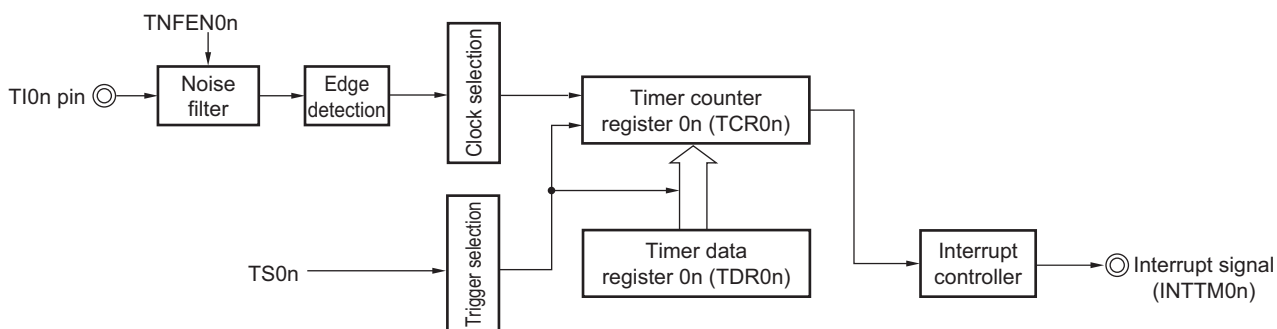 TNFEN0n
TI0n pin
Noise
filter
Edge
detection
Clock selection
Timer counter
register 0n (TCR0n)
TS0n
Trigger selection
Timer data
register 0n (TDR0n)
Interrupt
controller
Interrupt signal
(INTTM0n)